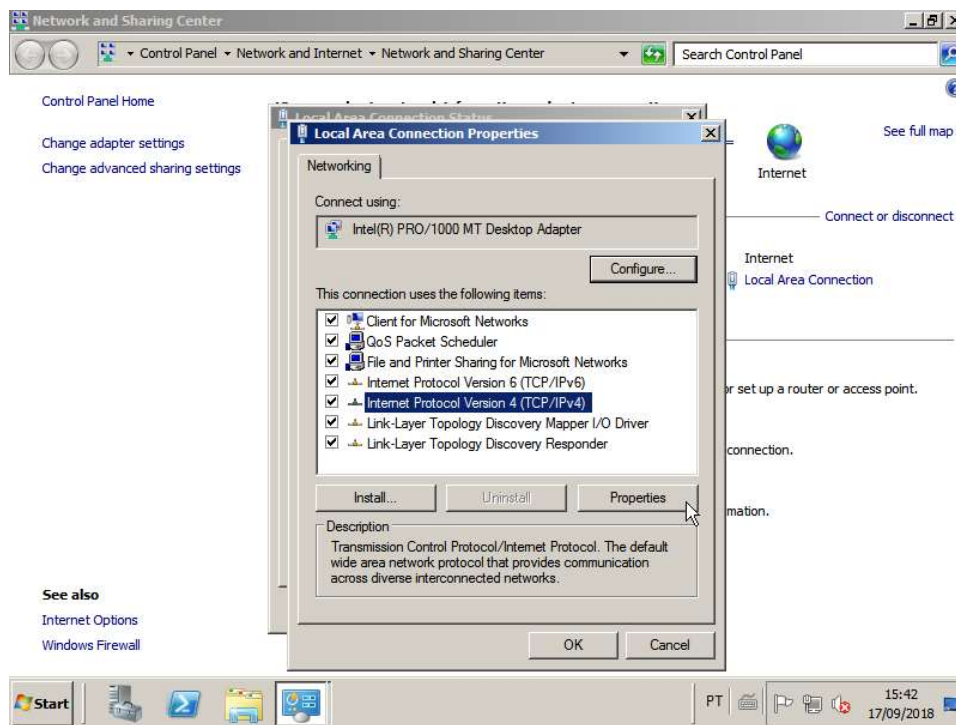 Network and Sharing Center
Control Panel Network and Internet Network and Sharing Center
Search Control Panel
Control Panel Home
Change adapter settings
Change advanced sharing settings
See also
Internet Options
Windows Firewall
Local Area Connection Status
Local Area Connection Properties
Networking
Connect using:
Intel(R) PRO/1000 MT Desktop Adapter
Configure...
This connection uses the following items:
Client for Microsoft Networks
QoS Packet Scheduler
File and Printer Sharing for Microsoft Networks
Internet Protocol Version 6 (TCP/IPv6)
Internet Protocol Version 4 (TCP/IPv4)
Link-Layer Topology Discovery Mapper I/O Driver
Link-Layer Topology Discovery Responder
Install... Uninstall Properties
Description
Transmission Control Protocol/Internet Protocol. The default
wide area network protocol that provides communication
across diverse interconnected networks.
OK Cancel
See full map
Internet
Connect or disconnect
Internet
Local Area Connection
or set up a router or access point.
connection.
Start
PT
15:42
17/09/2018